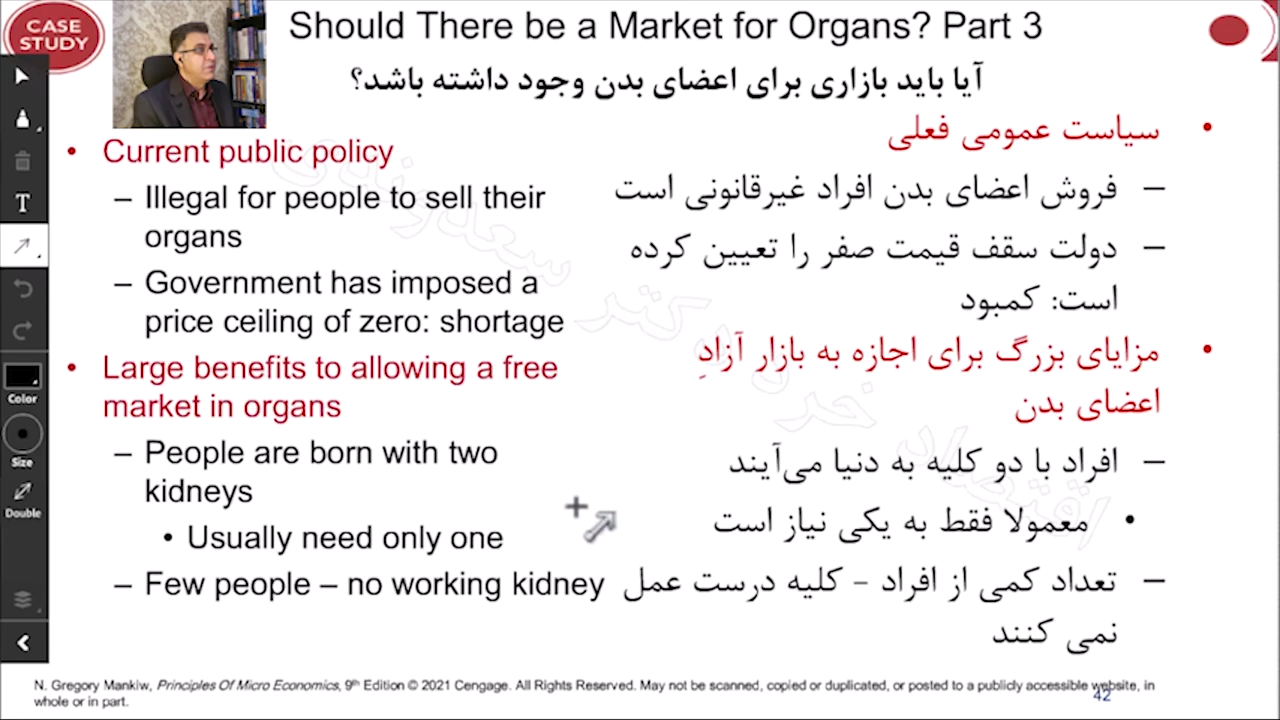 CASE
STUDY
Should There be a Market for Organs? Part 3
آیا باید بازاری برای اعضای بدن وجود داشته باشد؟
• Current public policy
– Illegal for people to sell their
organs
– Government has imposed a
price ceiling of zero: shortage
• Large benefits to allowing a free
market in organs
– People are born with two
kidneys
• Usually need only one
– Few people – no working kidney
• سیاست عمومی فعلی
– فروش اعضای بدن افراد غیرقانونی است
– دولت سقف قیمت صفر را تعیین کرده
است: کمبود
• مزایای بزرگ برای اجازه به بازار آزادِ
اعضای بدن
– افراد با دو کلیه به دنیا می‌آیند
• معمولا فقط به یکی نیاز است
– تعداد کمی از افراد – کلیه درست عمل
نمی کنند
اقتصاد خرد دکتر سعدوندی
T
Color
Size
Double
N. Gregory Mankiw, Principles Of Micro Economics, 9th Edition © 2021 Cengage. All Rights Reserved. May not be scanned, copied or duplicated, or posted to a publicly accessible website, in
whole or in part.
42